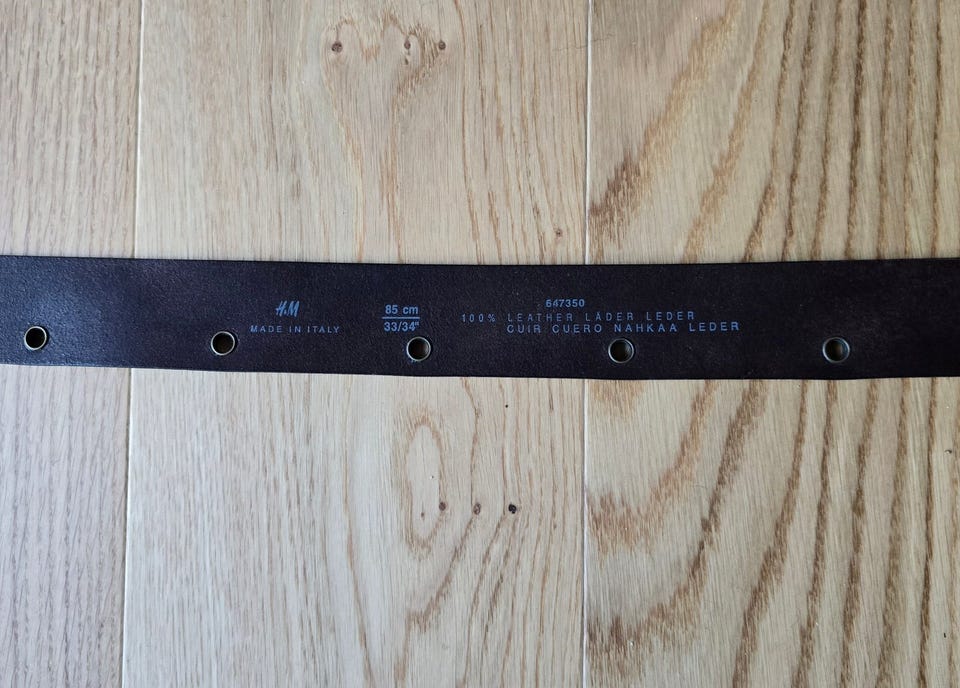 H&M
MADE IN ITALY
85 cm
33/34"
647350
100% LEATHER LÄDER LEDER
CUIR CUERO NAHKAA LEDER